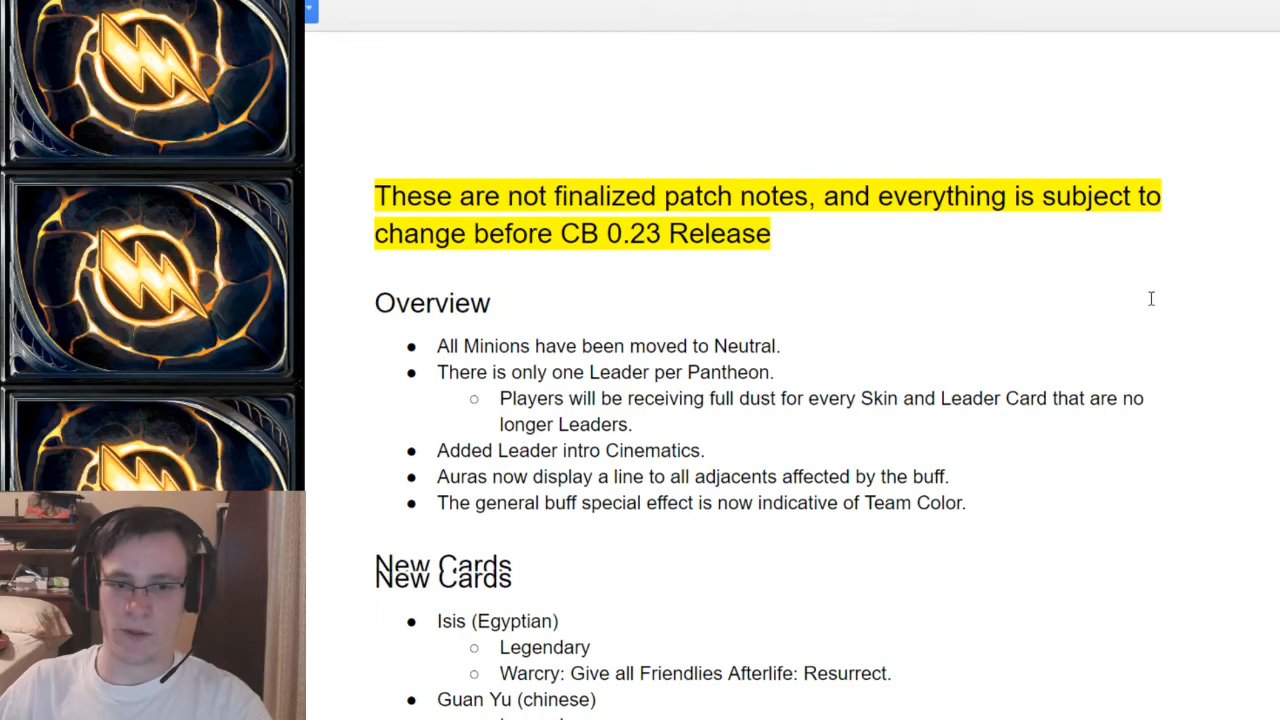 These are not finalized patch notes, and everything is subject to
change before CB 0.23 Release
Overview
● All Minions have been moved to Neutral.
● There is only one Leader per Pantheon.
○ Players will be receiving full dust for every Skin and Leader Card that are no
longer Leaders.
● Added Leader intro Cinematics.
● Auras now display a line to all adjacents affected by the buff.
● The general buff special effect is now indicative of Team Color.
New Cards
New Cards
● Isis (Egyptian)
○ Legendary
○ Warcry: Give all Friendlies Afterlife: Resurrect.
● Guan Yu (chinese)